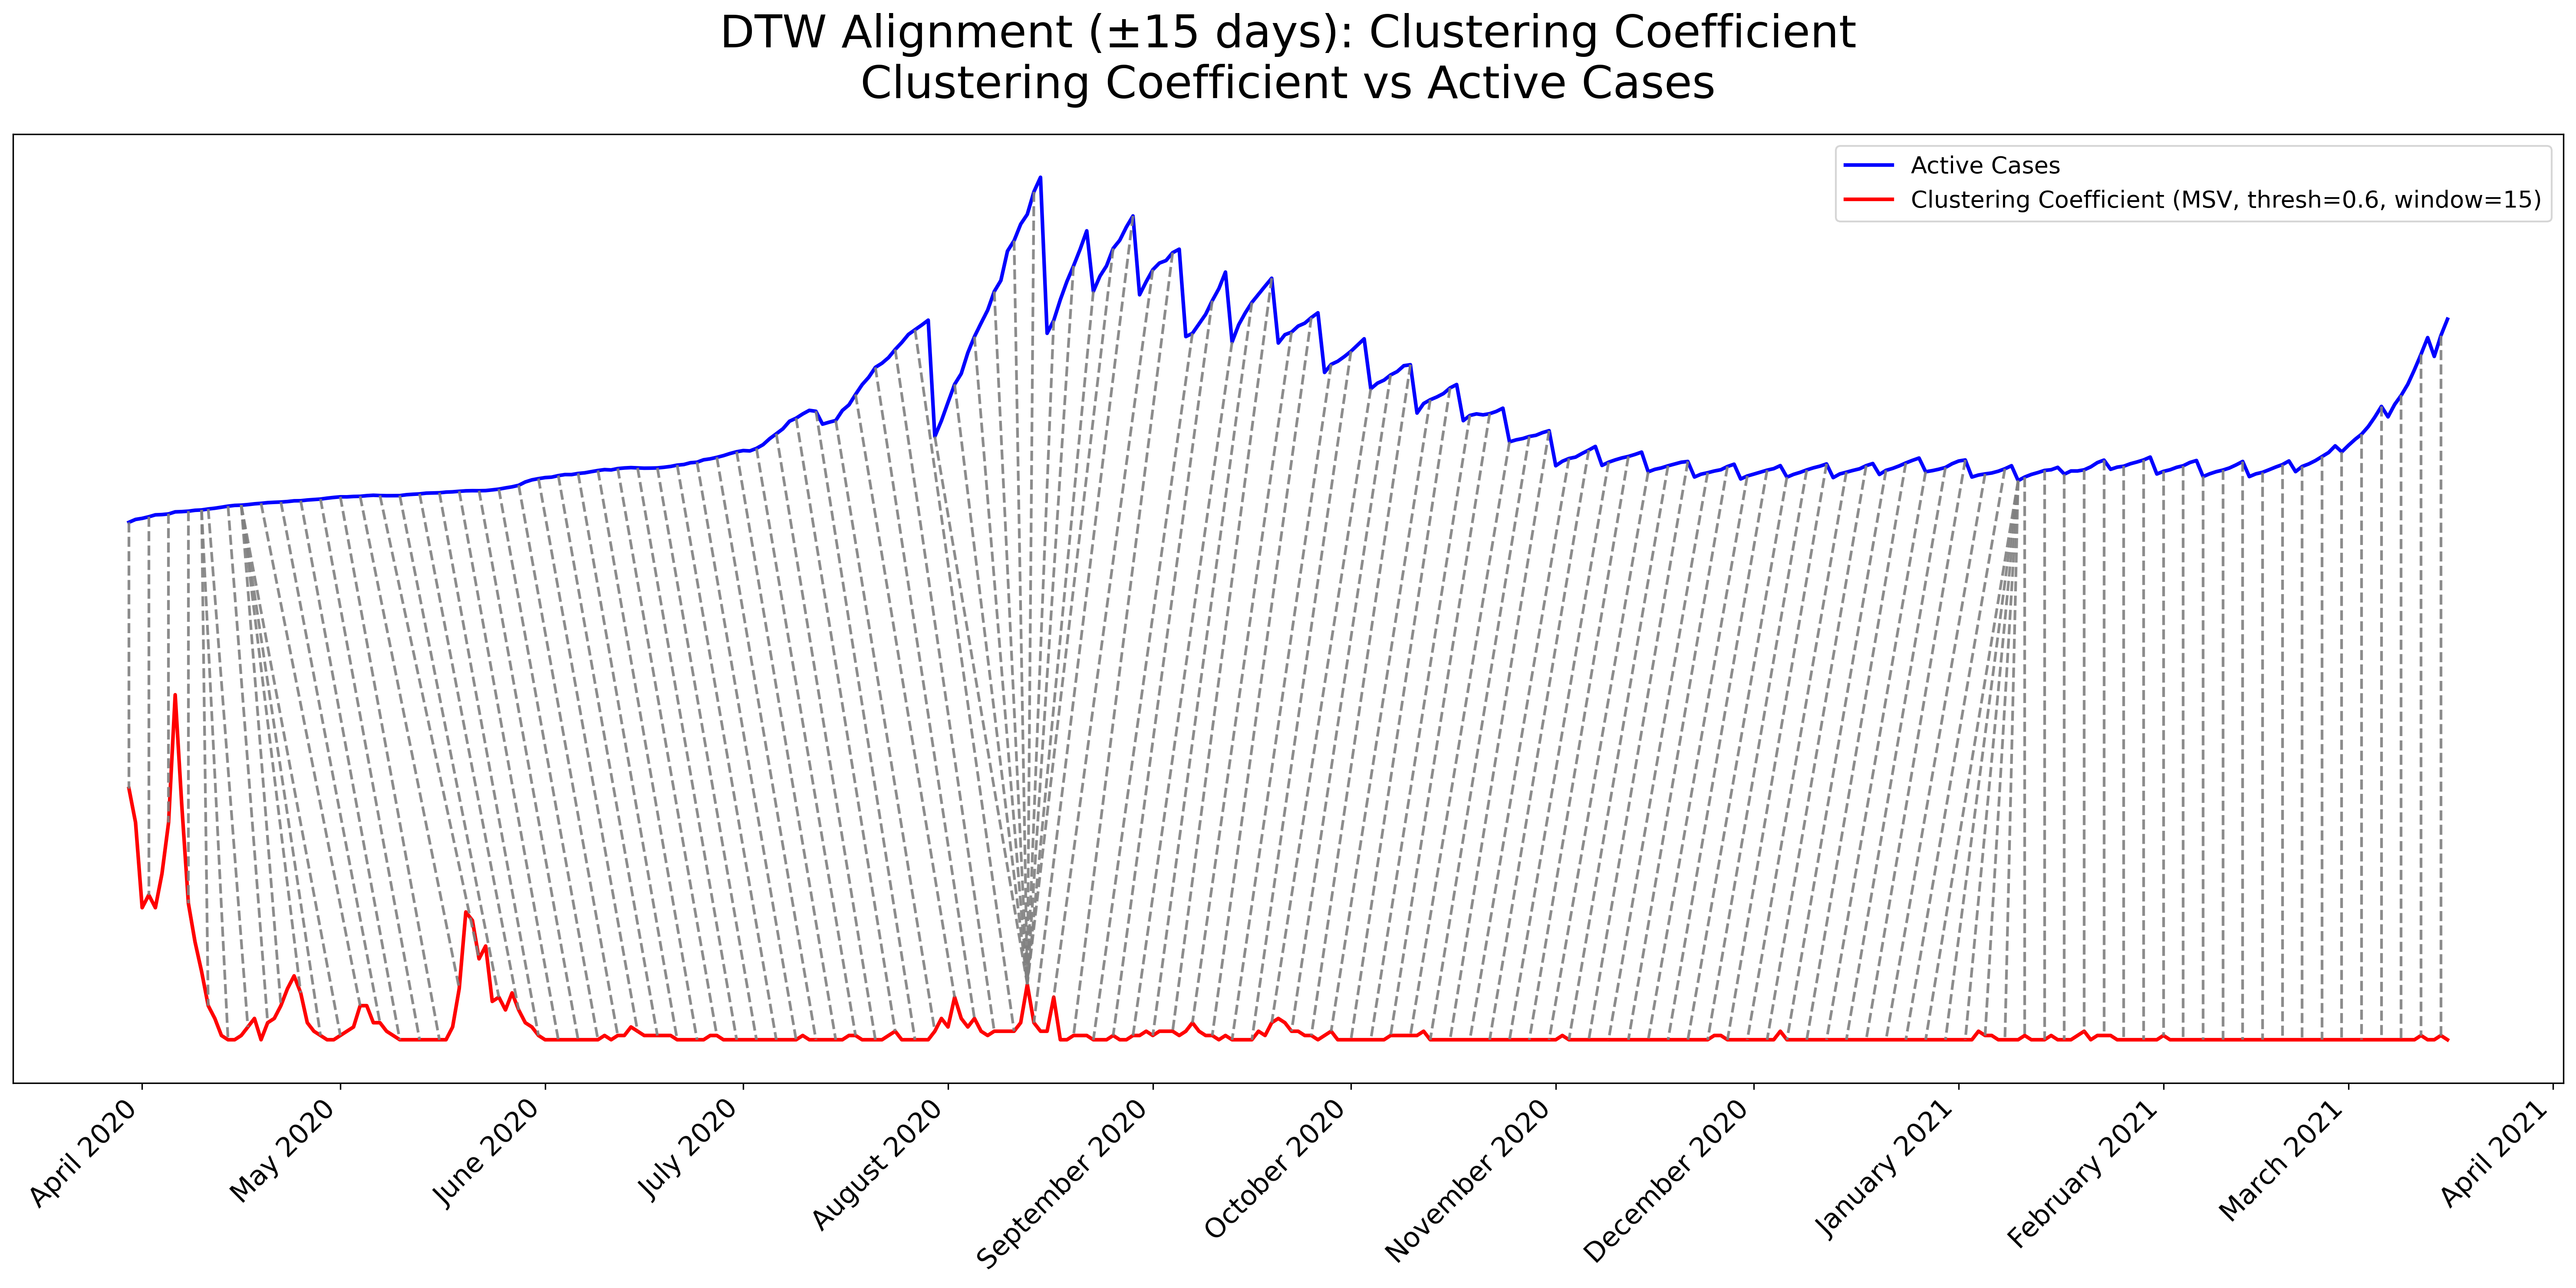 DTW Alignment (±15 days): Clustering Coefficient
Clustering Coefficient vs Active Cases
Active Cases
Clustering Coefficient (MSV, thresh=0.6, window=15)
April 2020
May 2020
June 2020
July 2020
August 2020
September 2020
October 2020
November 2020
December 2020
January 2021
February 2021
March 2021
April 2021